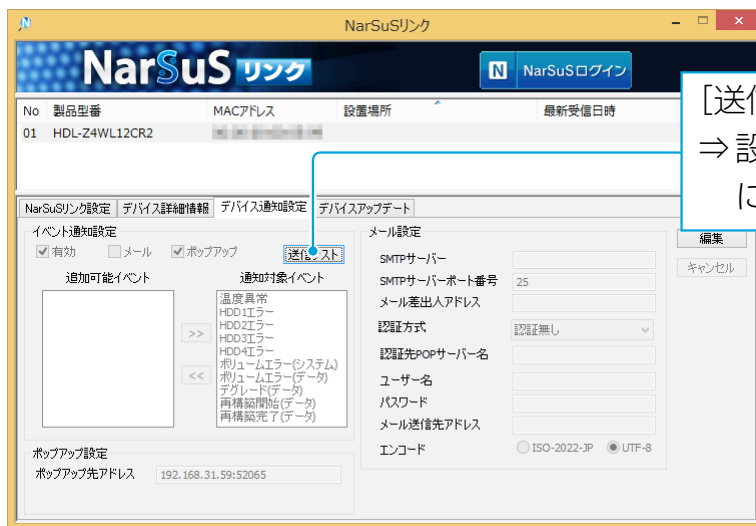 NarSuSリンク
NarSuS リンク
N NarSuSログイン
No 製品型番 MACアドレス 設置場所 最新受信日時
01 HDL-Z4WL12CR2
[送
⇒設
に
NarSuSリンク設定 デバイス詳細情報 デバイス通知設定 デバイスアップデート
イベント通知設定
有効 メール ポップアップ 送信テスト
追加可能イベント 通知対象イベント
温度異常
HDD1エラー
HDD2エラー
HDD3エラー
HDD4エラー
ボリュームエラー(システム)
ボリュームエラー(データ)
デグレード(データ)
再構築開始(データ)
再構築完了(データ)
>>
<<
ポップアップ設定
ポップアップ先アドレス 192.168.31.59:52065
メール設定
SMTPサーバー
SMTPサーバーポート番号 25
メール差出人アドレス
認証方式 認証無し
認証先POPサーバー名
ユーザー名
パスワード
メール送信先アドレス
エンコード ISO-2022-JP UTF-8
編集
キャンセル